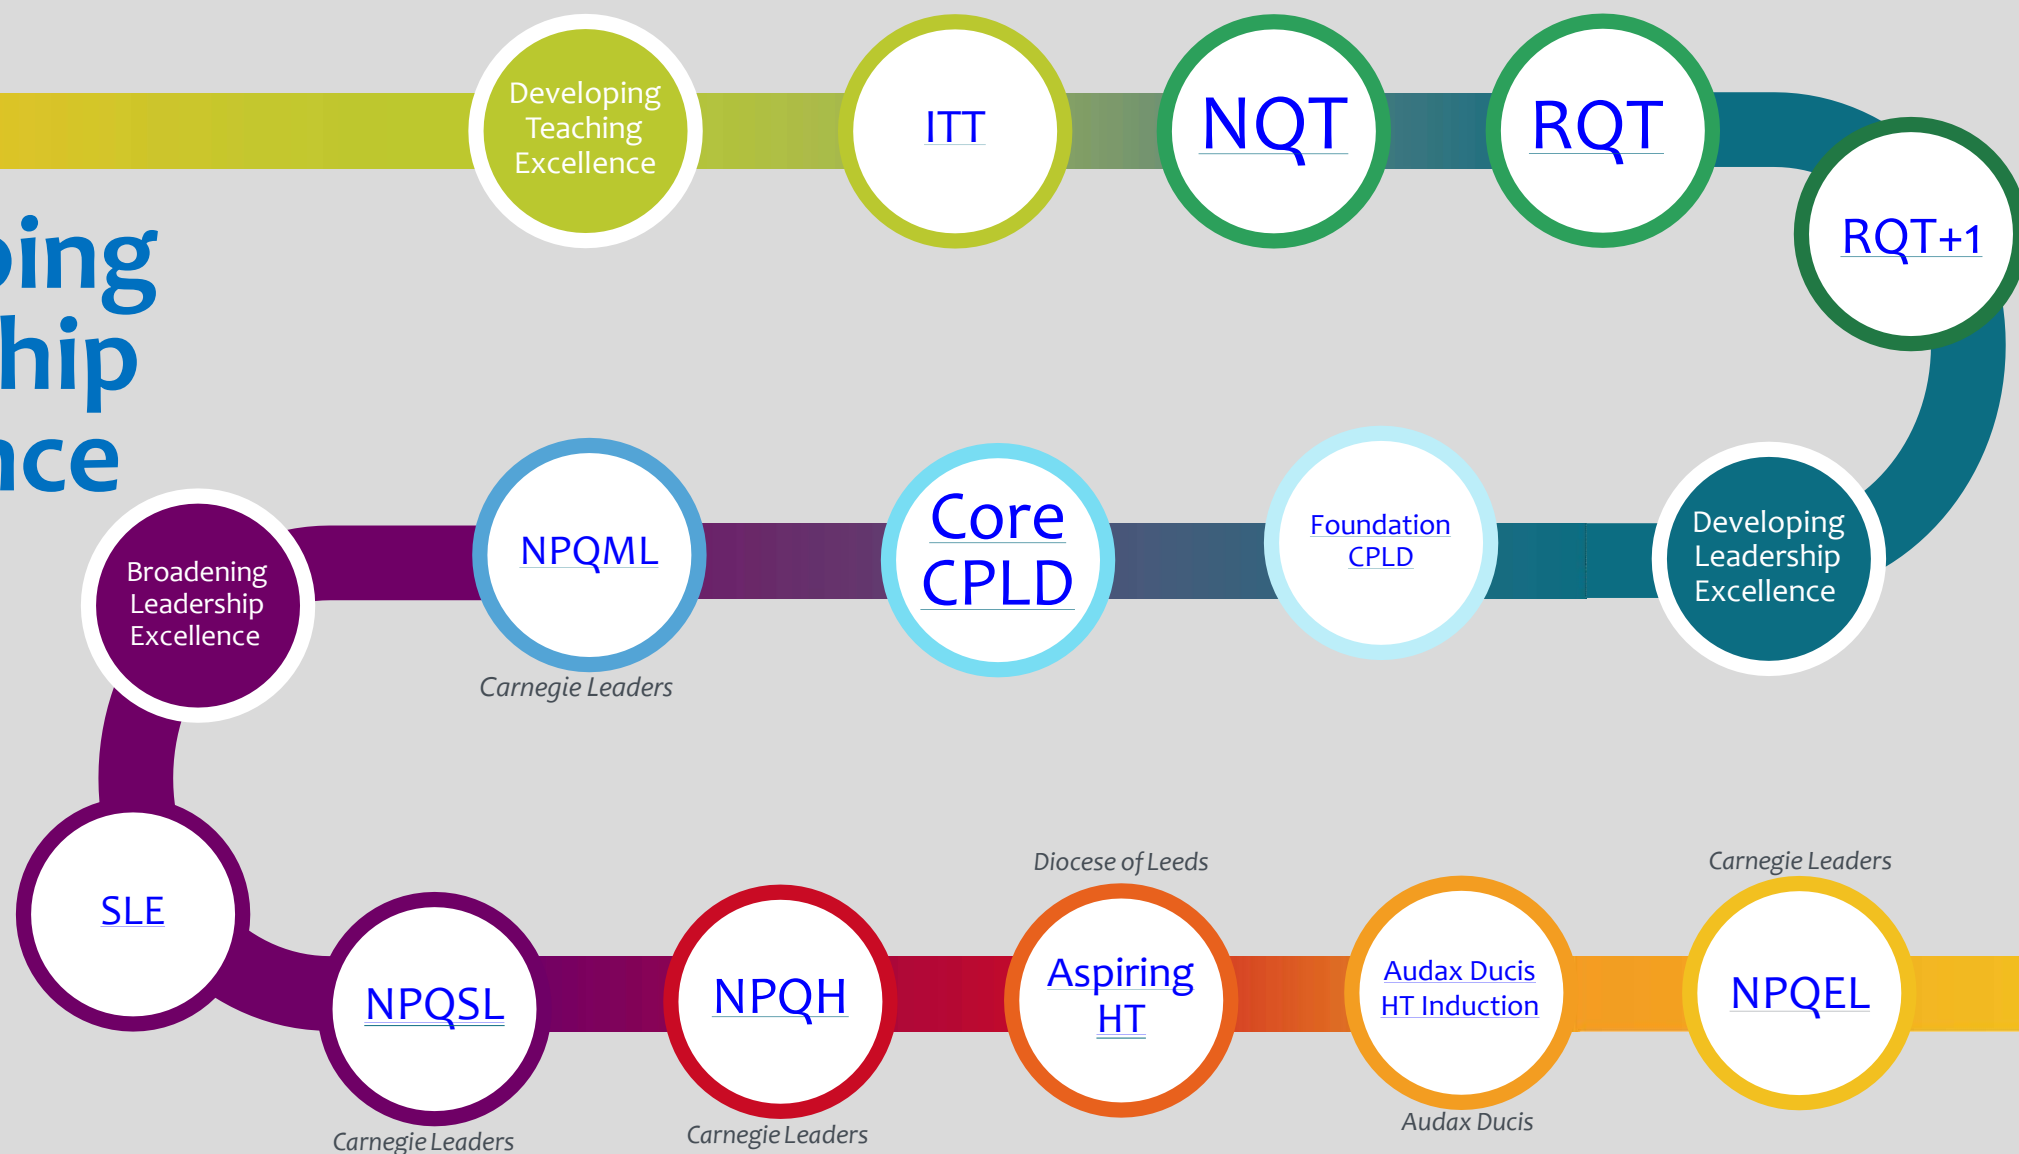 Developing
Teaching
Excellence
ITT
NQT
RQT
RQT+1
ping
hip
nce
Developing
Leadership
Excellence
Foundation
CPLD
Core
CPLD
NPQML
Carnegie Leaders
Broadening
Leadership
Excellence
SLE
NPQSL
Carnegie Leaders
NPQH
Carnegie Leaders
Diocese of Leeds
Aspiring
HT
Audax Ducis
HT Induction
Audax Ducis
Carnegie Leaders
NPQEL